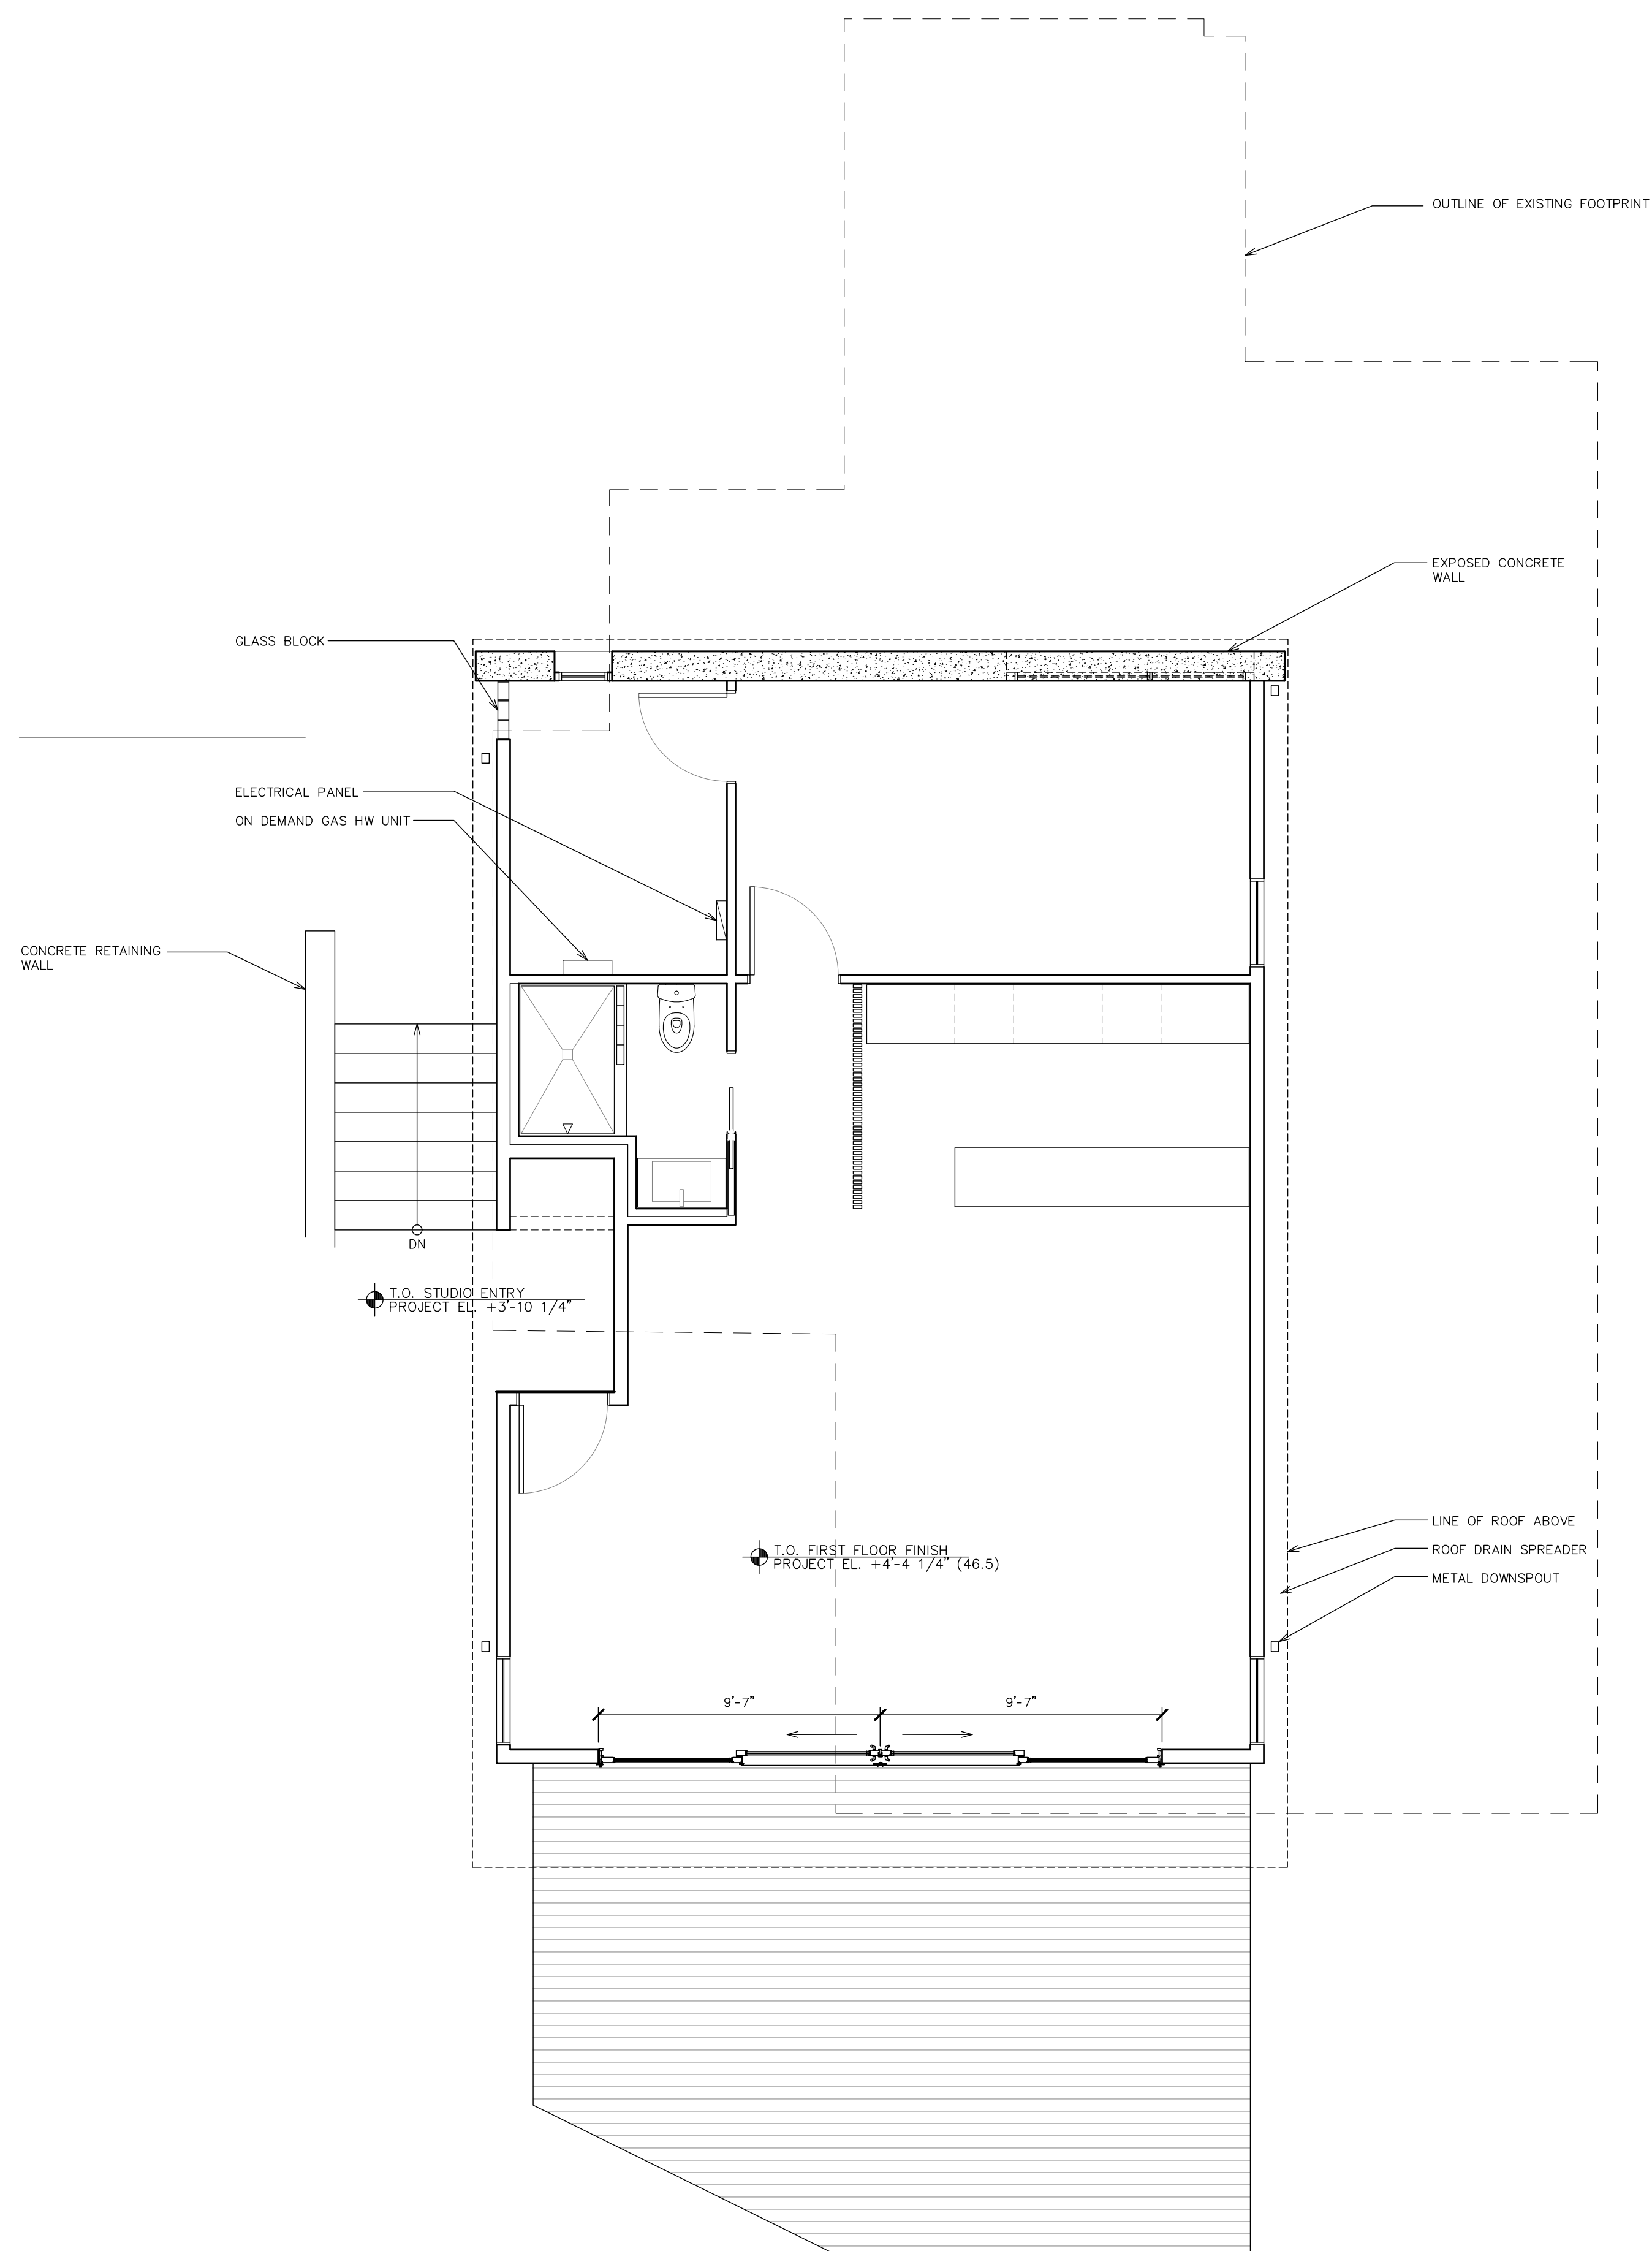 OUTLINE OF EXISTING FOOTPRINT
EXPOSED CONCRETE
WALL
GLASS BLOCK
ELECTRICAL PANEL
ON DEMAND GAS HW UNIT
CONCRETE RETAINING
WALL
DN
T.O. STUDIO ENTRY
PROJECT EL. +3'-10 1/4"
LINE OF ROOF ABOVE
ROOF DRAIN SPREADER
METAL DOWNSPOUT
T.O. FIRST FLOOR FINISH
PROJECT EL. +4'-4 1/4" (46.5)
9'-7" 9'-7"